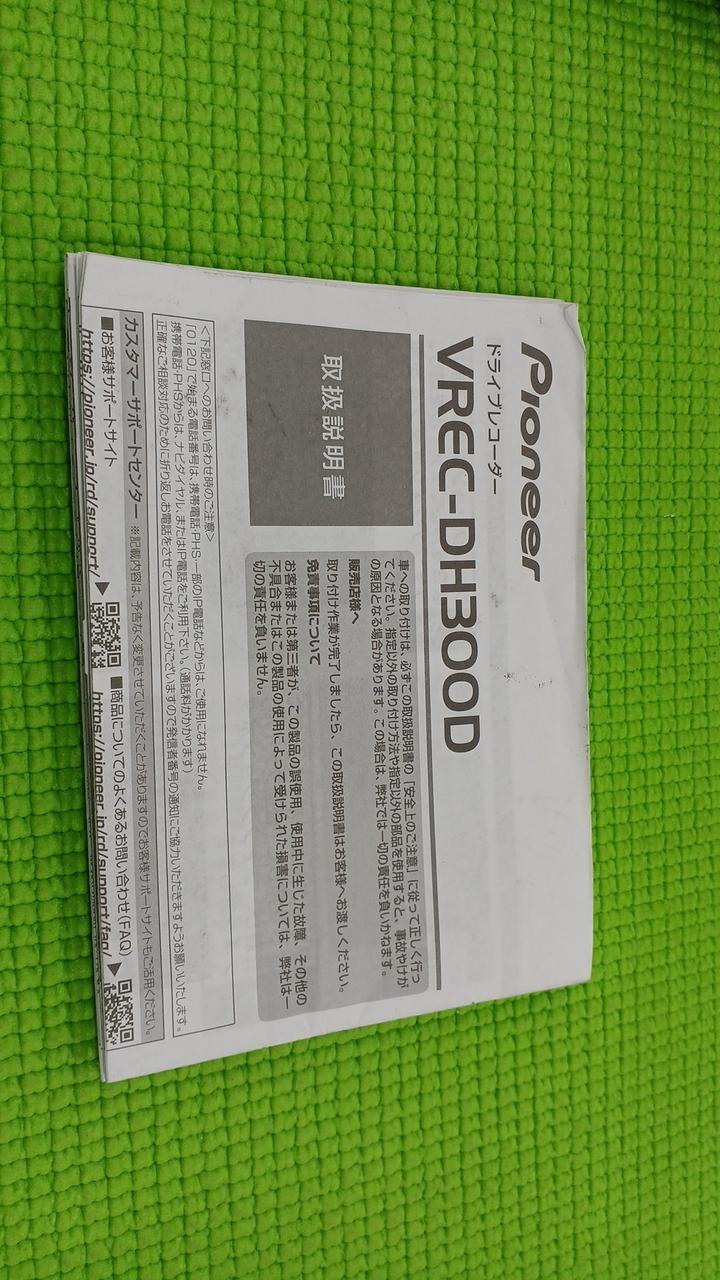 Pioneer
ドライブレコーダー
VREC-DH300D
取扱説明書
車への取り付けは、必ずこの取扱説明書の「安全上のご注意」に従って正しく行っ
てください。指定以外の取り付け方法や指定以外の部品を使用すると、事故やけが
の原因となる場合があります。この場合は、弊社では一切の責任を負いかねます。
販売店様へ
取り付け作業が完了しましたら、この取扱説明書はお客様へお渡しください。
免責事項について
お客様または第三者が、この製品の誤使用、使用中に生じた故障、その他の
不具合またはこの製品の使用によって受けられた損害については、弊社は一
切の責任を負いません。
<下記窓口へのお問い合わせ時のご注意>
「0120」で始まる電話番号は、携帯電話・PHS・一部のIP電話などからは、ご使用になれません。
携帯電話・PHSからは、ナビダイヤル、またはIP電話をご利用下さい。(通話料がかかります)
正確なご相談対応のために折り返しお電話をさせていただくことがございますので発信者番号の通知にご協力いただきますようお願いいたします。
カスタマーサポートセンター ※記載内容は、予告なく変更させていただくことがありますのでお客様サポートサイトもご活用ください。
■お客様サポートサイト
https://pioneer.jp/rd/support/
■商品についてのよくあるお問い合わせ(FAQ)
https://pioneer.jp/rd/support/faq/